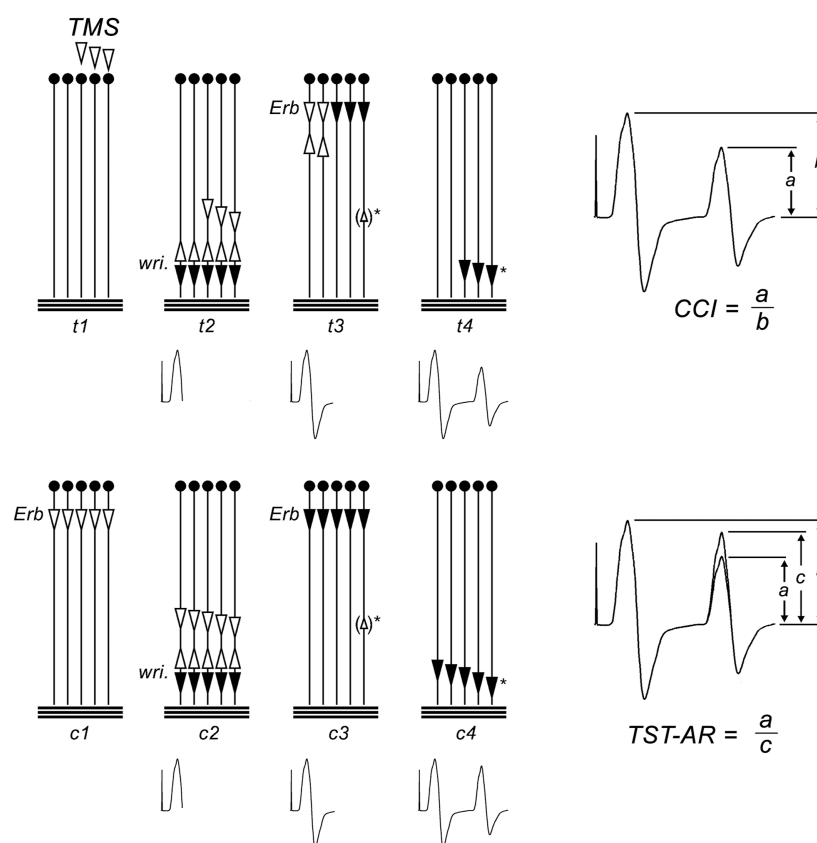 TMS
Erb
a
wri.
(▵)*
*
t1
t2
t3
t4
CCI = a
b
Erb
Erb
c
a
(▵)*
wri.
*
c1
c2
c3
c4
TST-AR = a
c